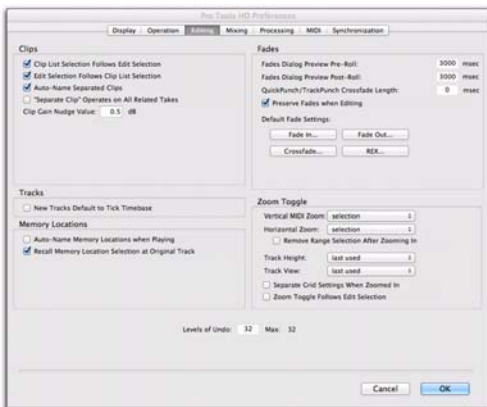 Pro Tools HD Preferences
Display Operation Editing Mixing Processing MIDI Synchronization
Clips
Clip List Selection Follows Edit Selection
Edit Selection Follows Clip List Selection
Auto-Name Separated Clips
"Separate Clip" Operates on All Related Takes
Clip Gain Nudge Value: 0.5 dB
Tracks
New Tracks Default to Tick Timebase
Memory Locations
Auto-Name Memory Locations when Playing
Recall Memory Location Selection at Original Track
Fades
Fades Dialog Preview Pre-Roll: 3000 msec
Fades Dialog Preview Post-Roll: 3000 msec
QuickPunch/TrackPunch Crossfade Length: 0 msec
Preserve Fades when Editing
Default Fade Settings:
Fade In... Fade Out...
Crossfade... REX...
Zoom Toggle
Vertical MIDI Zoom: selection
Horizontal Zoom: selection
Remove Range Selection After Zooming In
Track Height: last used
Track View: last used
Separate Grid Settings When Zoomed In
Zoom Toggle Follows Edit Selection
Levels of Undo: 32 Max: 32
Cancel OK